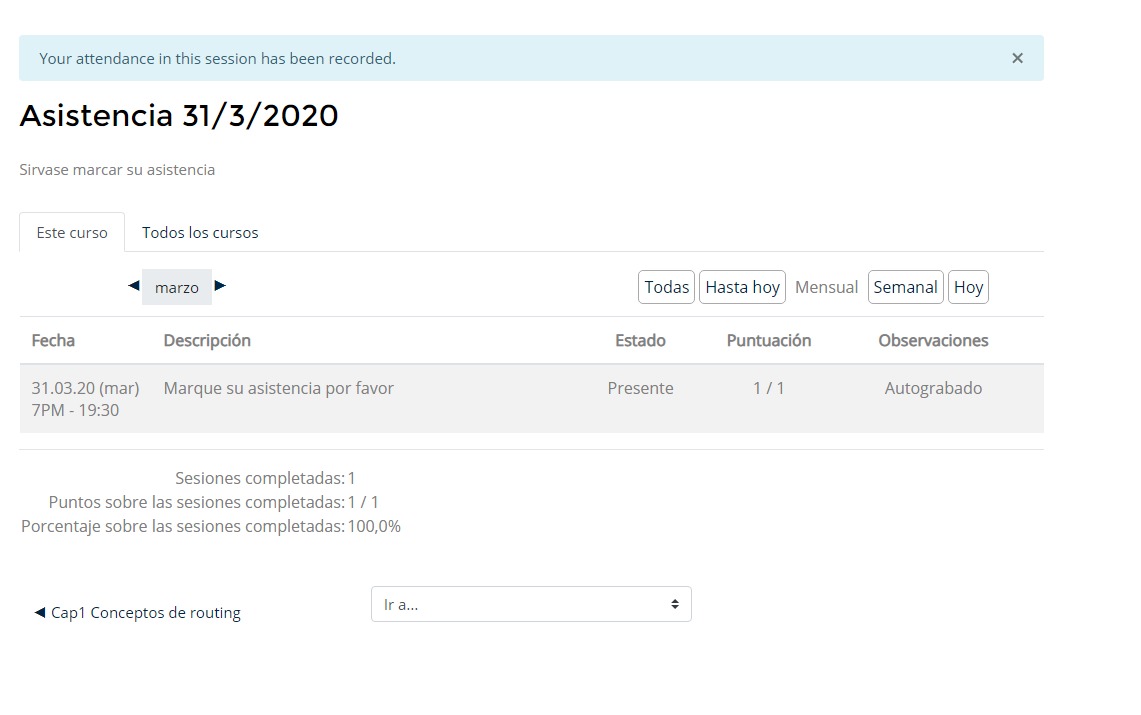 Your attendance in this session has been recorded. ×
Asistencia 31/3/2020
Sirvase marcar su asistencia
Este curso Todos los cursos
◄ marzo ► Todas Hasta hoy Mensual Semanal Hoy
Fecha Descripción Estado Puntuación Observaciones
31.03.20 (mar) Marque su asistencia por favor Presente 1 / 1 Autograbado
7PM - 19:30
Sesiones completadas: 1
Puntos sobre las sesiones completadas: 1 / 1
Porcentaje sobre las sesiones completadas: 100,0%
◄ Cap1 Conceptos de routing Ir a...